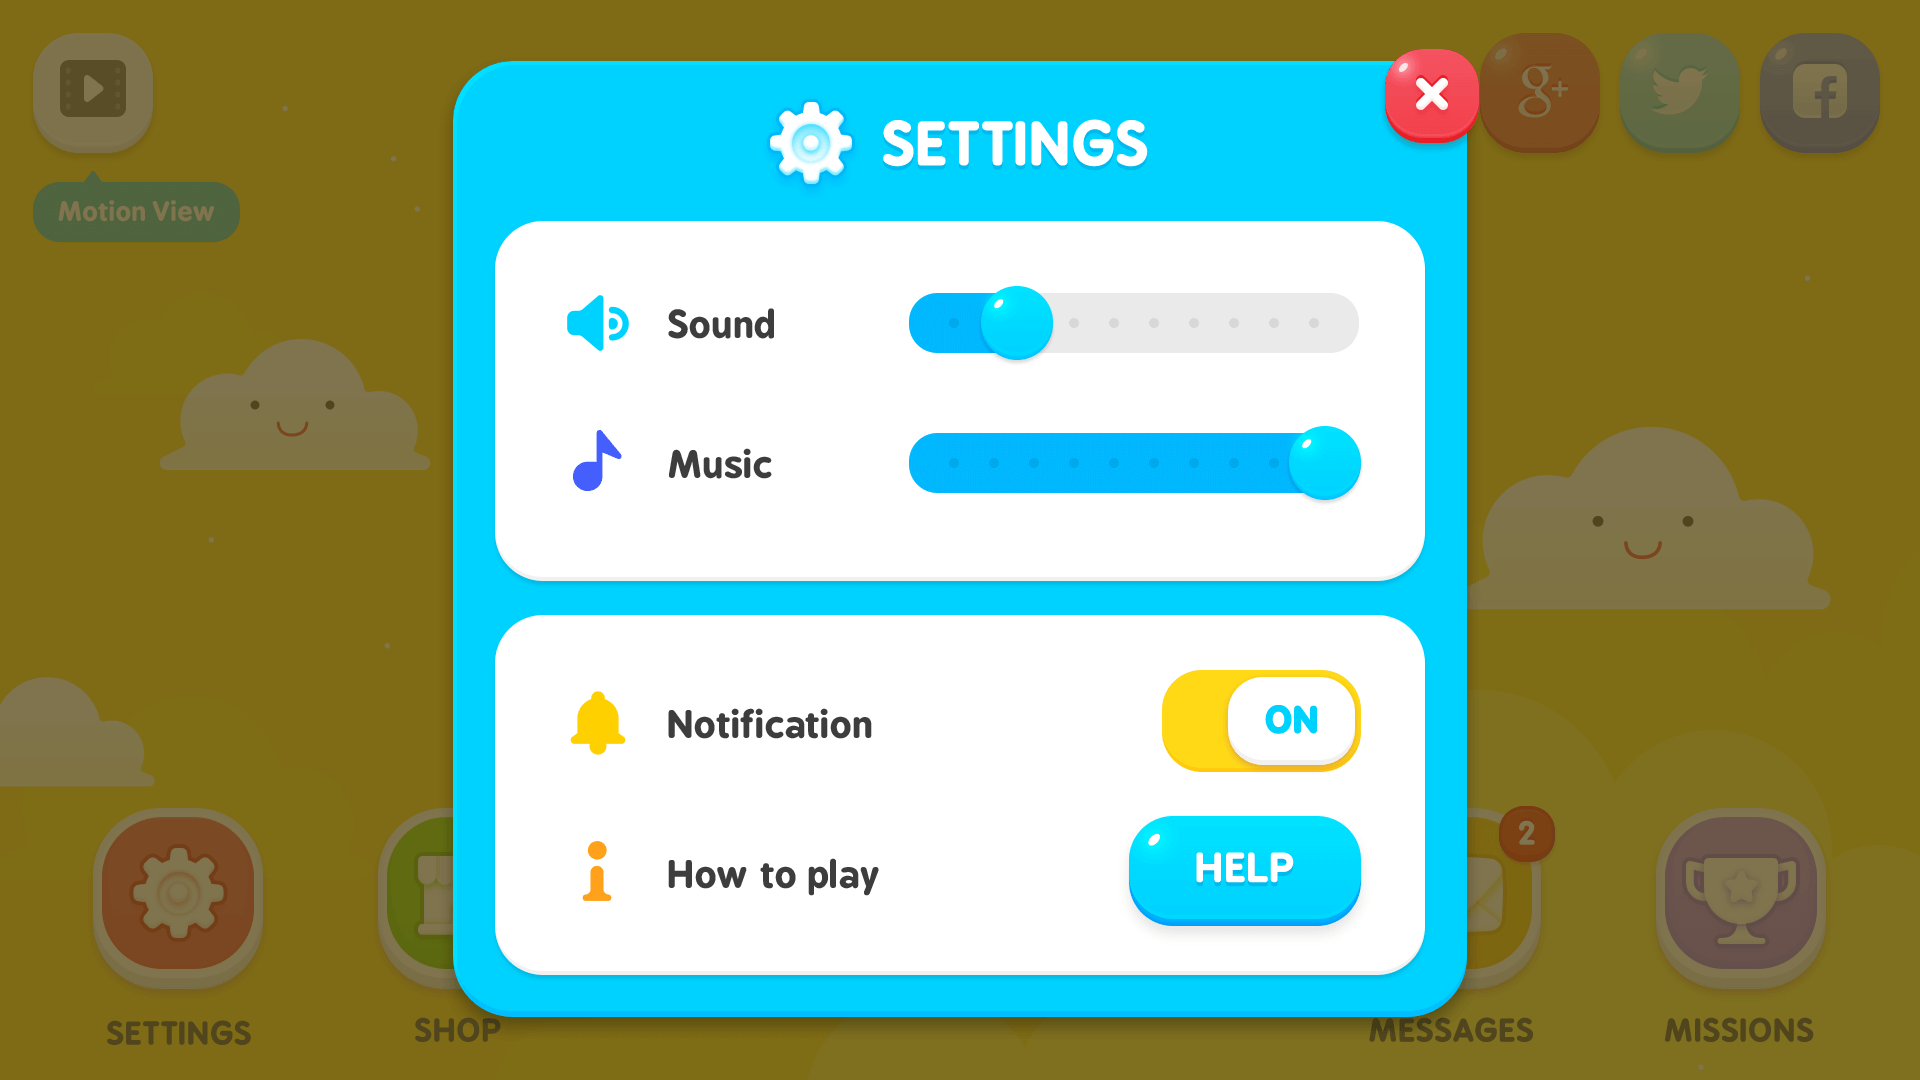 g+
Motion View
SETTINGS
Sound
Music
Notification
ON
How to play
HELP
2
SETTINGS
SHOP
MESSAGES
MISSIONS